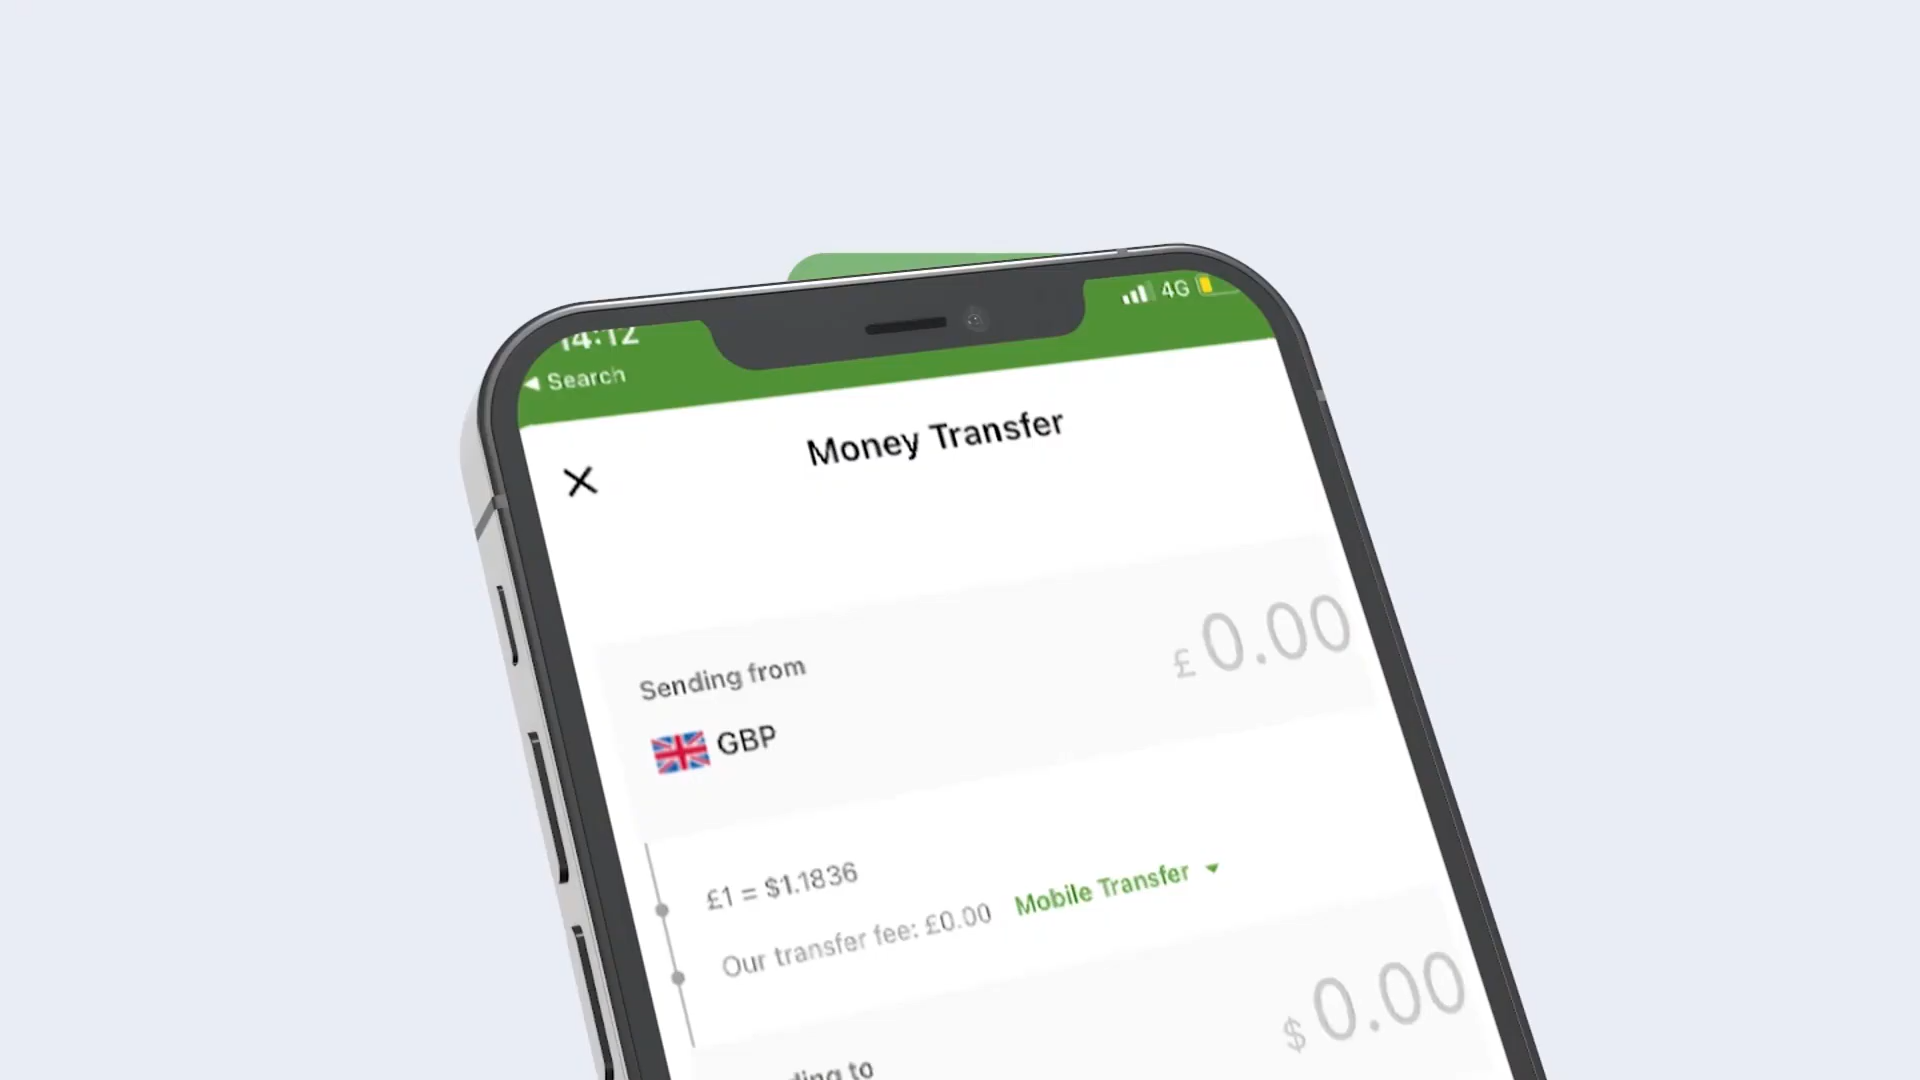 14:12
4G
◀ Search
Money Transfer
Sending from
£ 0.00
GBP
£1 = $1.1836
Our transfer fee: £0.00 Mobile Transfer
$ 0.00
to